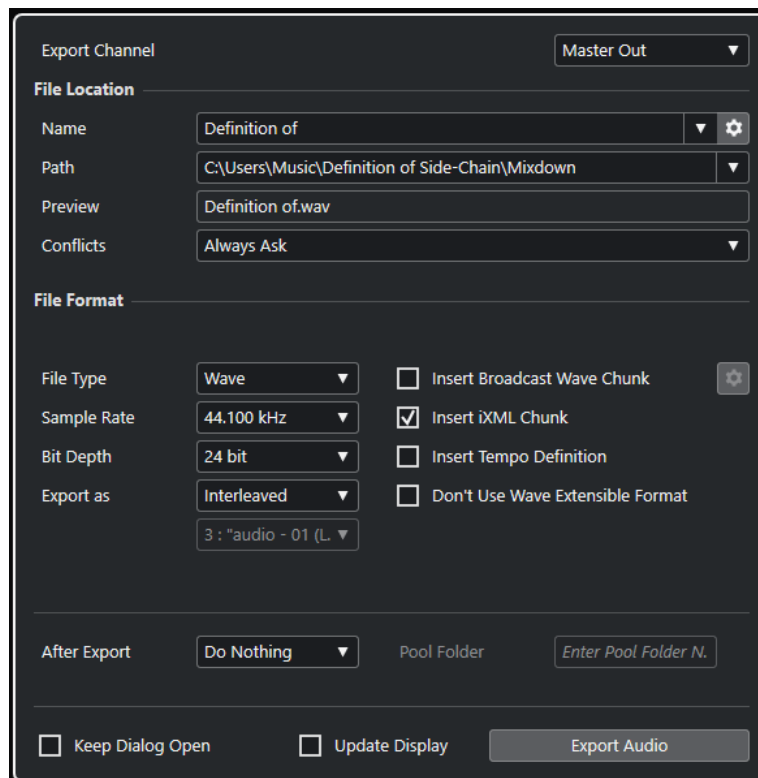 Export Channel Master Out
File Location
Name Definition of
Path C:\Users\Music\Definition of Side-Chain\Mixdown
Preview Definition of.wav
Conflicts Always Ask
File Format
File Type Wave Insert Broadcast Wave Chunk
Sample Rate 44.100 kHz Insert iXML Chunk
Bit Depth 24 bit Insert Tempo Definition
Export as Interleaved Don't Use Wave Extensible Format
3 : "audio - 01 (L.
After Export Do Nothing Pool Folder Enter Pool Folder N.
Keep Dialog Open Update Display Export Audio